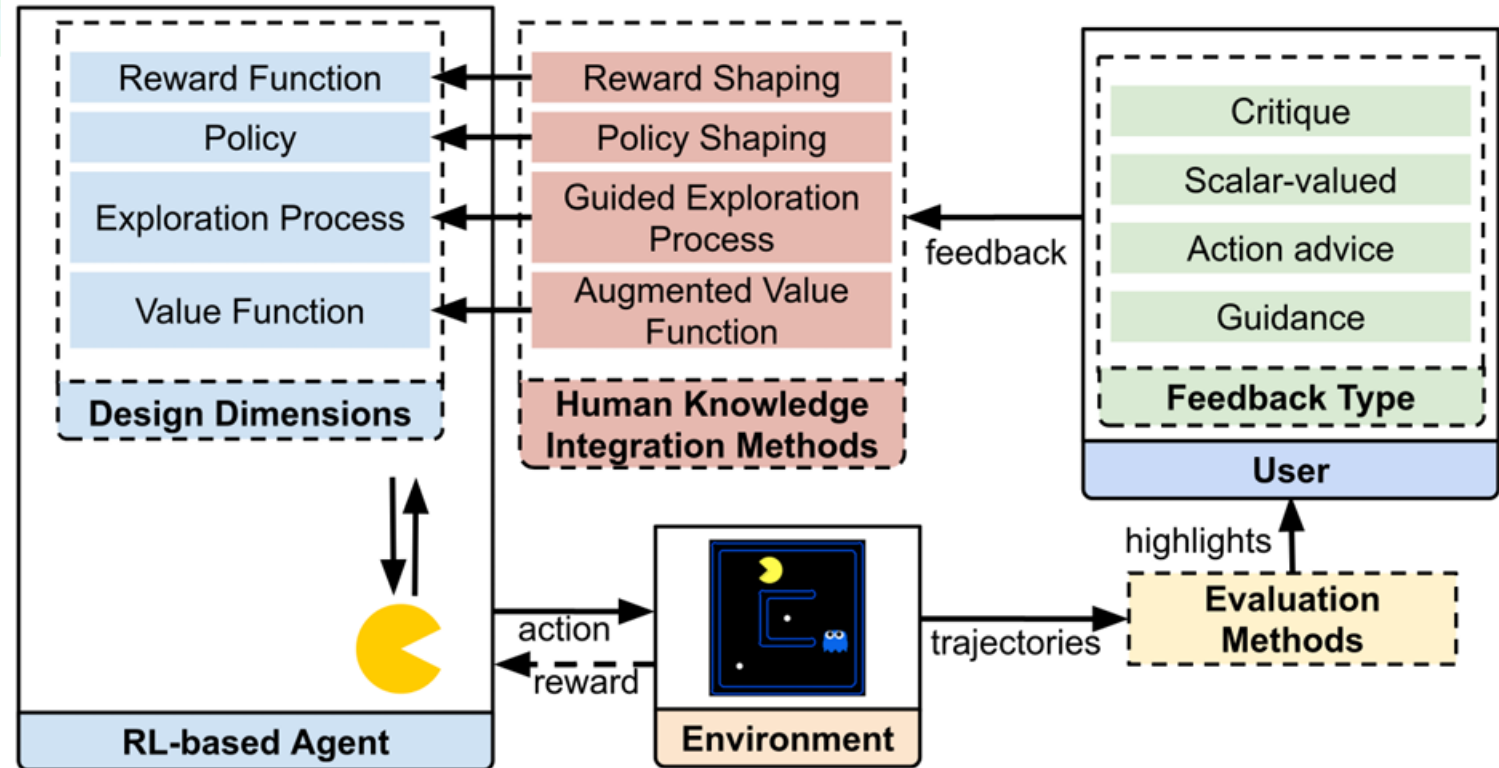 Reward Function
Policy
Exploration Process
Value Function
Design Dimensions
Reward Shaping
Policy Shaping
Guided Exploration
Process
Augmented Value
Function
Human Knowledge
Integration Methods
feedback
Critique
Scalar-valued
Action advice
Guidance
Feedback Type
User
highlights
Evaluation
Methods
trajectories
action
reward
Environment
RL-based Agent